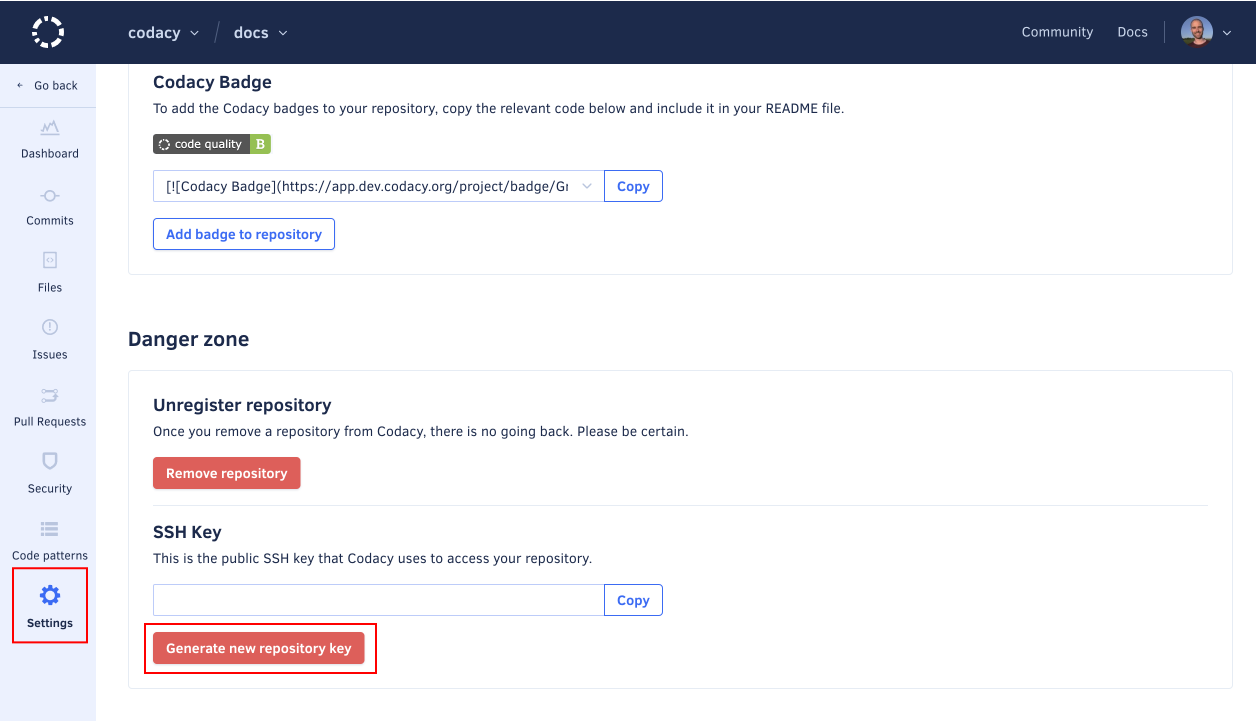 codacy
docs
Community
Docs
Go back
Dashboard
Commits
Files
Issues
Pull Requests
Security
Code patterns
Settings
Codacy Badge
To add the Codacy badges to your repository, copy the relevant code below and include it in your README file.
code quality B
[![Codacy Badge](https://app.dev.codacy.org/project/badge/Gr
Copy
Add badge to repository
Danger zone
Unregister repository
Once you remove a repository from Codacy, there is no going back. Please be certain.
Remove repository
SSH Key
This is the public SSH key that Codacy uses to access your repository.
Copy
Generate new repository key